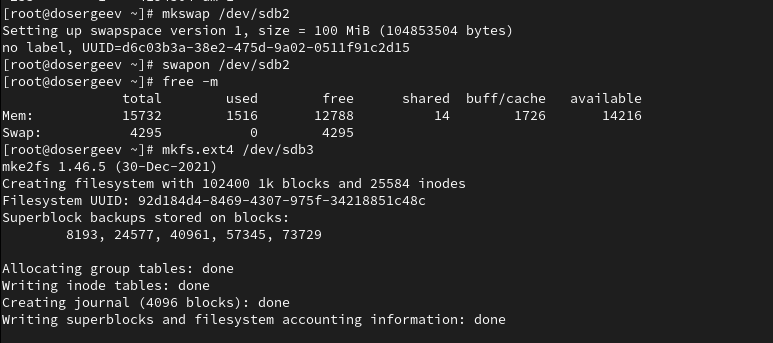 [root@dosergeev ~]# mkswap /dev/sdb2
Setting up swapspace version 1, size = 100 MiB (104853504 bytes)
no label, UUID=d6c03b3a-38e2-475d-9a02-0511f91c2d15
[root@dosergeev ~]# swapon /dev/sdb2
[root@dosergeev ~]# free -m
               total        used        free      shared  buff/cache   available
Mem:           15732        1516       12788          14        1726       14216
Swap:           4295           0        4295
[root@dosergeev ~]# mkfs.ext4 /dev/sdb3
mke2fs 1.46.5 (30-Dec-2021)
Creating filesystem with 102400 1k blocks and 25584 inodes
Filesystem UUID: 92d184d4-8469-4307-975f-34218851c48c
Superblock backups stored on blocks:
        8193, 24577, 40961, 57345, 73729

Allocating group tables: done
Writing inode tables: done
Creating journal (4096 blocks): done
Writing superblocks and filesystem accounting information: done